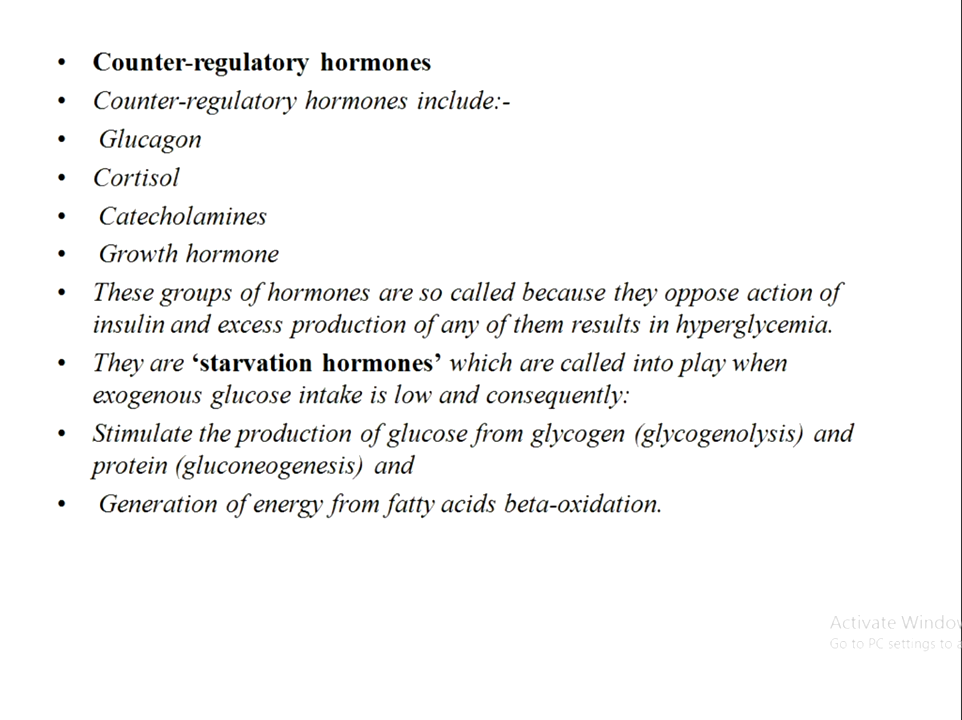 • Counter-regulatory hormones
• Counter-regulatory hormones include:-
• Glucagon
• Cortisol
• Catecholamines
• Growth hormone
• These groups of hormones are so called because they oppose action of
insulin and excess production of any of them results in hyperglycemia.
• They are ‘starvation hormones’ which are called into play when
exogenous glucose intake is low and consequently:
• Stimulate the production of glucose from glycogen (glycogenolysis) and
protein (gluconeogenesis) and
• Generation of energy from fatty acids beta-oxidation.
Activate Window
Go to PC settings to a